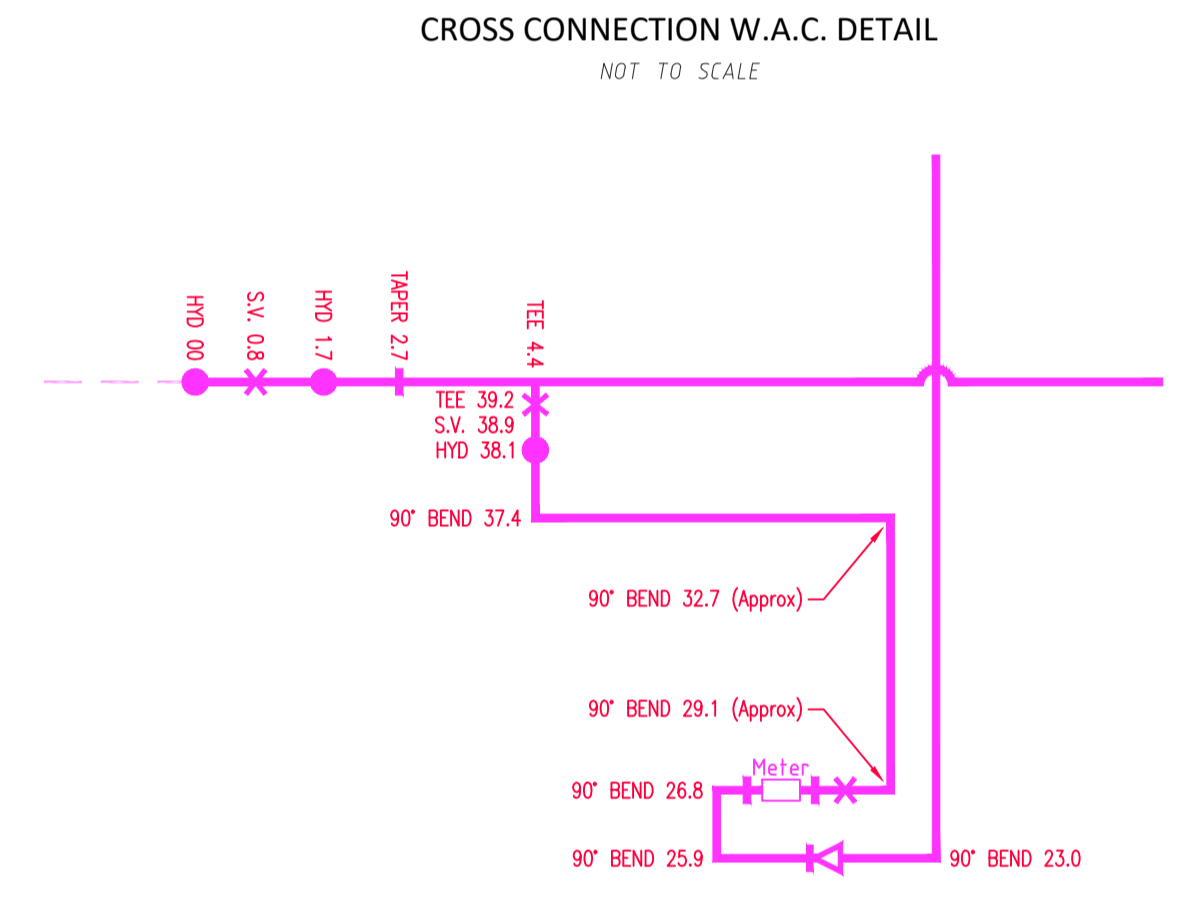 CROSS CONNECTION W.A.C. DETAIL
NOT TO SCALE
HYD 00
S.V. 0.8
HYD 1.7
TAPER 2.7
TEE 4.4
TEE 39.2
S.V. 38.9
HYD 38.1
90° BEND 37.4
90° BEND 32.7 (Approx)
90° BEND 29.1 (Approx)
Meter
90° BEND 26.8
90° BEND 25.9
90° BEND 23.0